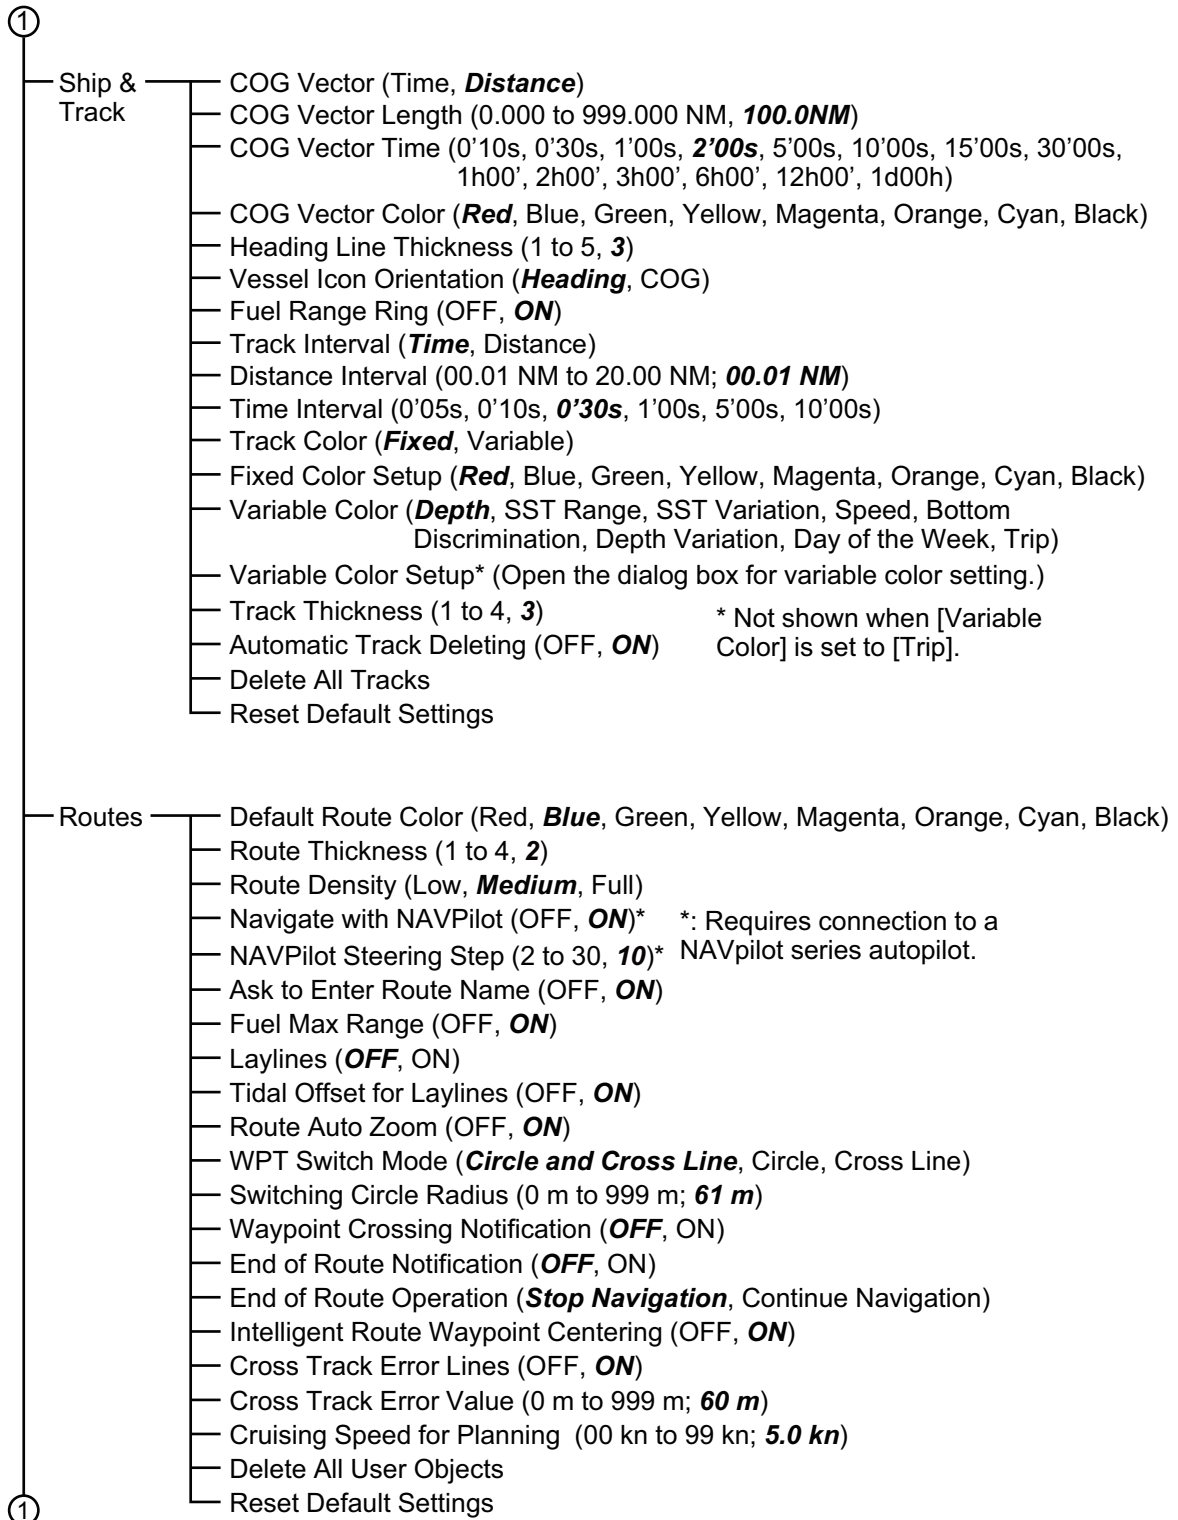 1
Ship &
Track
COG Vector (Time, Distance)
COG Vector Length (0.000 to 999.000 NM, 100.0NM)
COG Vector Time (0’10s, 0’30s, 1’00s, 2’00s, 5’00s, 10’00s, 15’00s, 30’00s,
1h00’, 2h00’, 3h00’, 6h00’, 12h00’, 1d00h)
COG Vector Color (Red, Blue, Green, Yellow, Magenta, Orange, Cyan, Black)
Heading Line Thickness (1 to 5, 3)
Vessel Icon Orientation (Heading, COG)
Fuel Range Ring (OFF, ON)
Track Interval (Time, Distance)
Distance Interval (00.01 NM to 20.00 NM; 00.01 NM)
Time Interval (0’05s, 0’10s, 0’30s, 1’00s, 5’00s, 10’00s)
Track Color (Fixed, Variable)
Fixed Color Setup (Red, Blue, Green, Yellow, Magenta, Orange, Cyan, Black)
Variable Color (Depth, SST Range, SST Variation, Speed, Bottom
Discrimination, Depth Variation, Day of the Week, Trip)
Variable Color Setup* (Open the dialog box for variable color setting.)
Track Thickness (1 to 4, 3)
Automatic Track Deleting (OFF, ON)
* Not shown when [Variable
Color] is set to [Trip].
Delete All Tracks
Reset Default Settings
Routes
Default Route Color (Red, Blue, Green, Yellow, Magenta, Orange, Cyan, Black)
Route Thickness (1 to 4, 2)
Route Density (Low, Medium, Full)
Navigate with NAVPilot (OFF, ON)*
NAVPilot Steering Step (2 to 30, 10)*
*: Requires connection to a
NAVpilot series autopilot.
Ask to Enter Route Name (OFF, ON)
Fuel Max Range (OFF, ON)
Laylines (OFF, ON)
Tidal Offset for Laylines (OFF, ON)
Route Auto Zoom (OFF, ON)
WPT Switch Mode (Circle and Cross Line, Circle, Cross Line)
Switching Circle Radius (0 m to 999 m; 61 m)
Waypoint Crossing Notification (OFF, ON)
End of Route Notification (OFF, ON)
End of Route Operation (Stop Navigation, Continue Navigation)
Intelligent Route Waypoint Centering (OFF, ON)
Cross Track Error Lines (OFF, ON)
Cross Track Error Value (0 m to 999 m; 60 m)
Cruising Speed for Planning (00 kn to 99 kn; 5.0 kn)
Delete All User Objects
Reset Default Settings
1